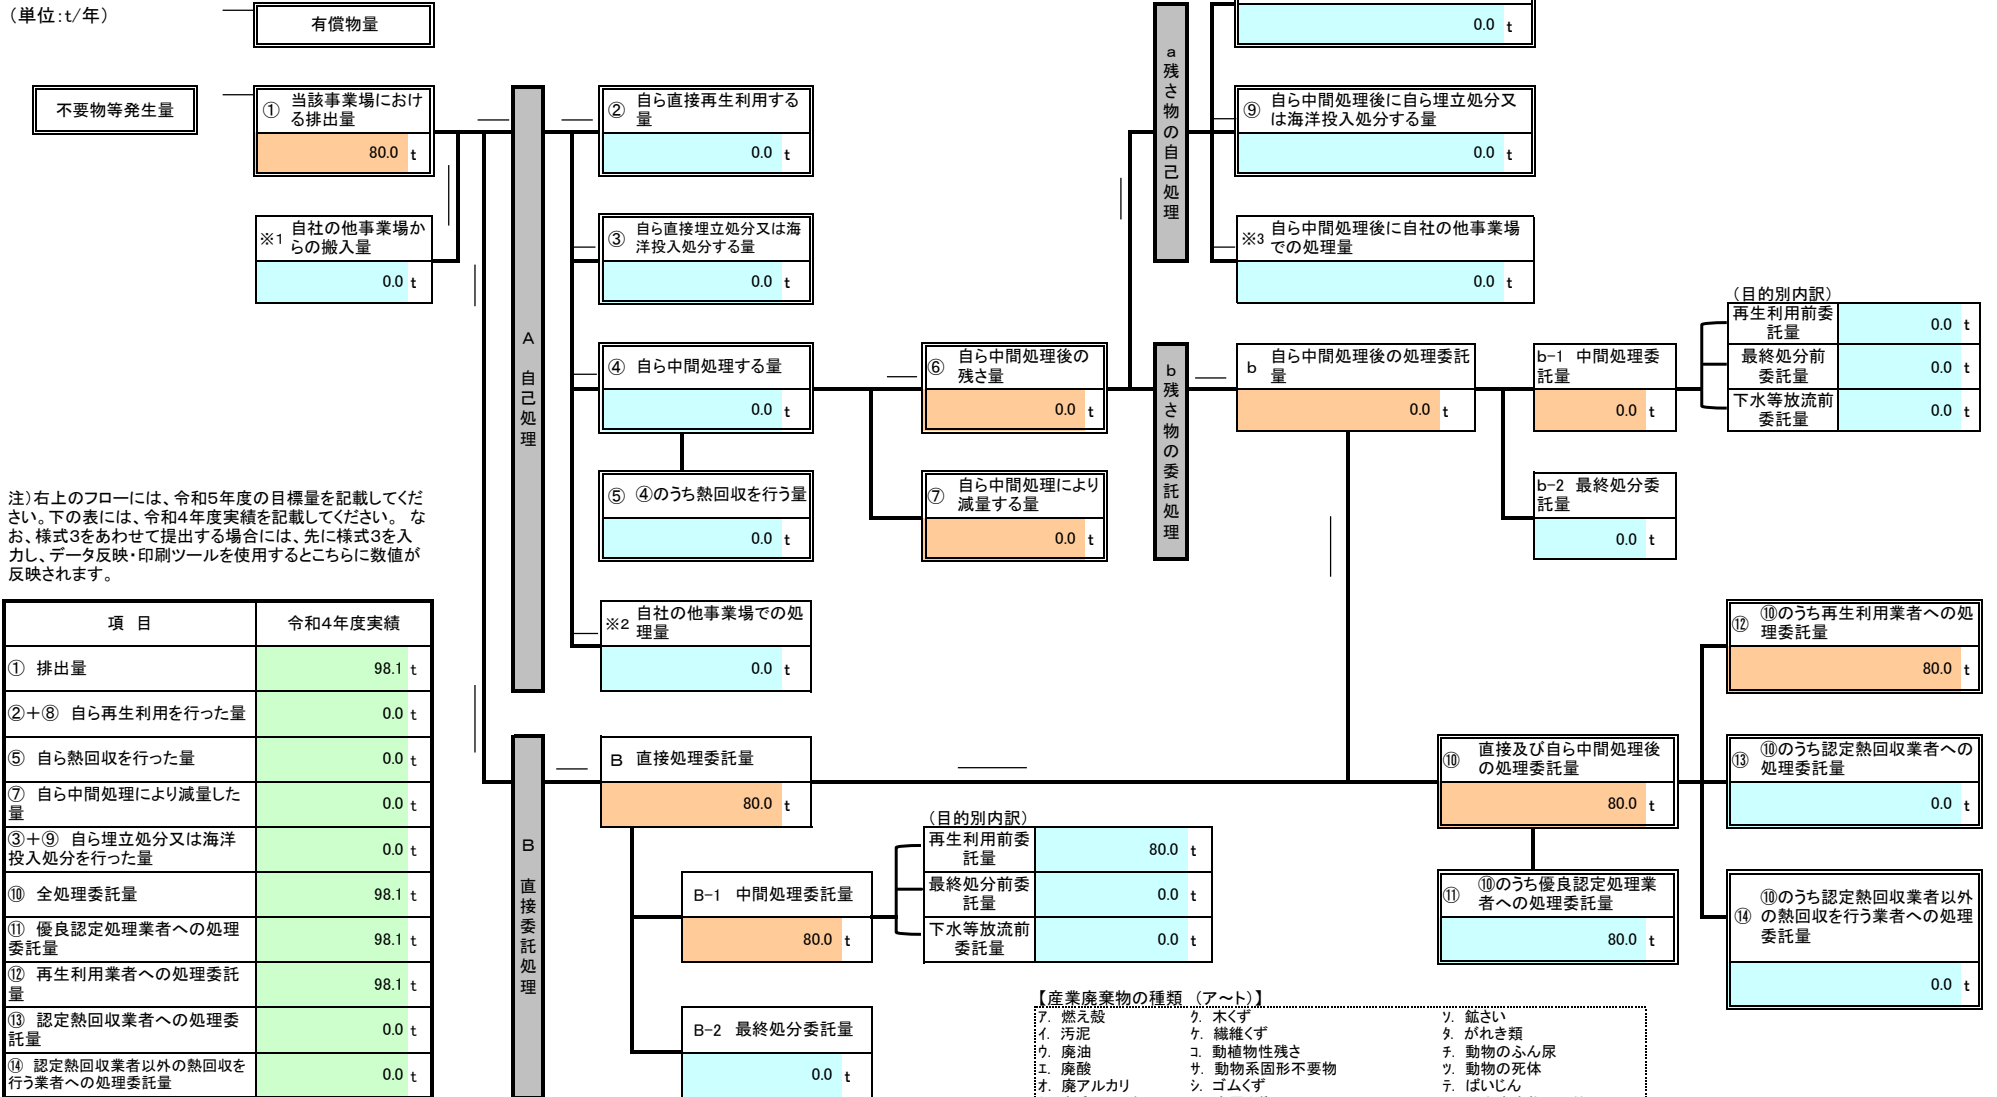 （単位:t/年）
有償物量
不要物等発生量
① 当該事業場におけ
る排出量
80.0 t
※1 自社の他事業場か
らの搬入量
0.0 t
A 自己処理
② 自ら直接再生利用する
量
0.0 t
③ 自ら直接埋立処分又は海
洋投入処分する量
0.0 t
④ 自ら中間処理する量
0.0 t
⑤ ④のうち熱回収を行う量
0.0 t
※2 自社の他事業場での処
理量
0.0 t
⑥ 自ら中間処理後の
残さ量
0.0 t
⑦ 自ら中間処理により
減量する量
0.0 t
a 残さ物の自己処理
0.0 t
⑨ 自ら中間処理後に自ら埋立処分又
は海洋投入処分する量
0.0 t
※3 自ら中間処理後に自社の他事業場
での処理量
0.0 t
b 残さ物の委託処理
b 自ら中間処理後の処理委託
量
0.0 t
b-1 中間処理委
託量
0.0 t
b-2 最終処分委
託量
0.0 t
（目的別内訳）
再生利用前委
託量
0.0 t
最終処分前
委託量
0.0 t
下水等放流前
委託量
0.0 t
注）右上のフローには、令和5年度の目標量を記載してくだ
さい。下の表には、令和4年度実績を記載してください。 な
お、様式3をあわせて提出する場合には、先に様式3を入
力し、データ反映・印刷ツールを使用するとこちらに数値が
反映されます。
項 目 令和4年度実績
① 排出量 98.1 t
②＋⑧ 自ら再生利用を行った量 0.0 t
⑤ 自ら熱回収を行った量 0.0 t
⑦ 自ら中間処理により減量した
量 0.0 t
③＋⑨ 自ら埋立処分又は海洋
投入処分を行った量 0.0 t
⑩ 全処理委託量 98.1 t
⑪ 優良認定処理業者への処理
委託量 98.1 t
⑫ 再生利用業者への処理委託
量 98.1 t
⑬ 認定熱回収業者への処理委
託量 0.0 t
⑭ 認定熱回収業者以外の熱回収を
行う業者への処理委託量 0.0 t
B 直接委託処理
B 直接処理委託量
80.0 t
B-1 中間処理委託量
80.0 t
B-2 最終処分委託量
0.0 t
（目的別内訳）
再生利用前委
託量
80.0 t
最終処分前委
託量
0.0 t
下水等放流前
委託量
0.0 t
⑩ 直接及び自ら中間処理後
の処理委託量
80.0 t
⑪ ⑩のうち優良認定処理業
者への処理委託量
80.0 t
⑫ ⑩のうち再生利用業者への処
理委託量
80.0 t
⑬ ⑩のうち認定熱回収業者への
処理委託量
0.0 t
⑭ ⑩のうち認定熱回収業者以外
の熱回収を行う業者への処理
委託量
0.0 t
【産業廃棄物の種類 （ア～ト）】
ア. 燃え殻 ク. 木くず ソ. 鉱さい
イ. 汚泥 ケ. 繊維くず タ. がれき類
ウ. 廃油 コ. 動植物性残さ チ. 動物のふん尿
エ. 廃酸 サ. 動物系固形不要物 ツ. 動物の死体
オ. 廃アルカリ シ. ゴムくず テ. ばいじん